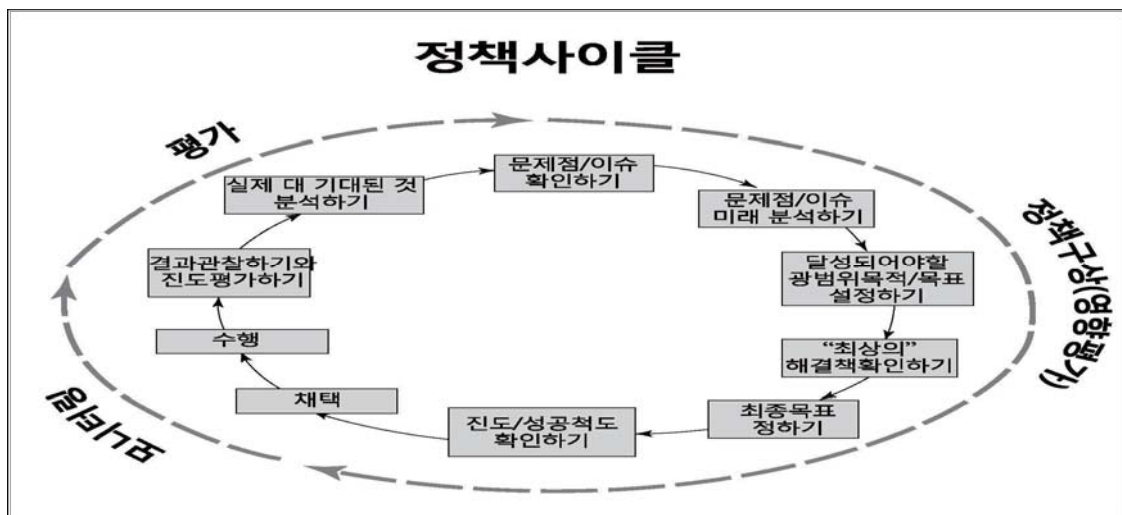 정책사이클
평가
문제점/이슈
확인하기
문제점/이슈
미래 분석하기
달성되어야할
광범위목적/목표
설정하기
“최상의”
해결책확인하기
최종목표
정하기
진도/성공척도
확인하기
채택
수행
결과관찰하기와
진도평가하기
실제 대 기대된 것
분석하기
정책구상(영향평가)
모니터링